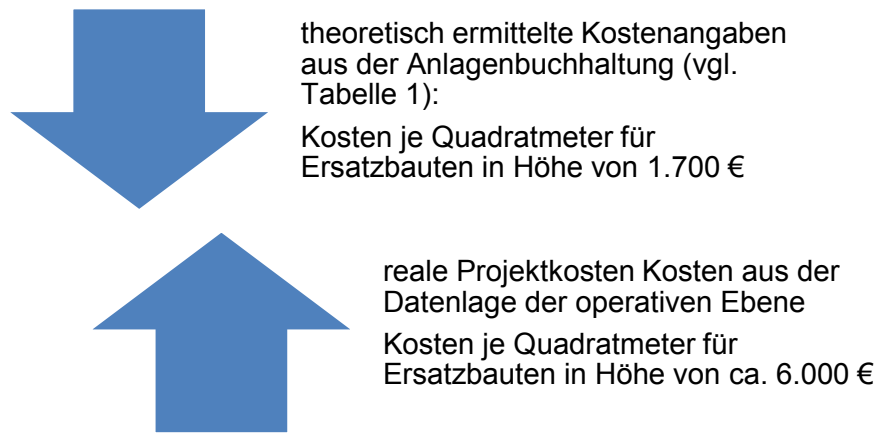 theoretisch ermittelte Kostenangaben
aus der Anlagenbuchhaltung (vgl.
Tabelle 1):
Kosten je Quadratmeter für
Ersatzbauten in Höhe von 1.700 €
reale Projektkosten Kosten aus der
Datenlage der operativen Ebene
Kosten je Quadratmeter für
Ersatzbauten in Höhe von ca. 6.000 €